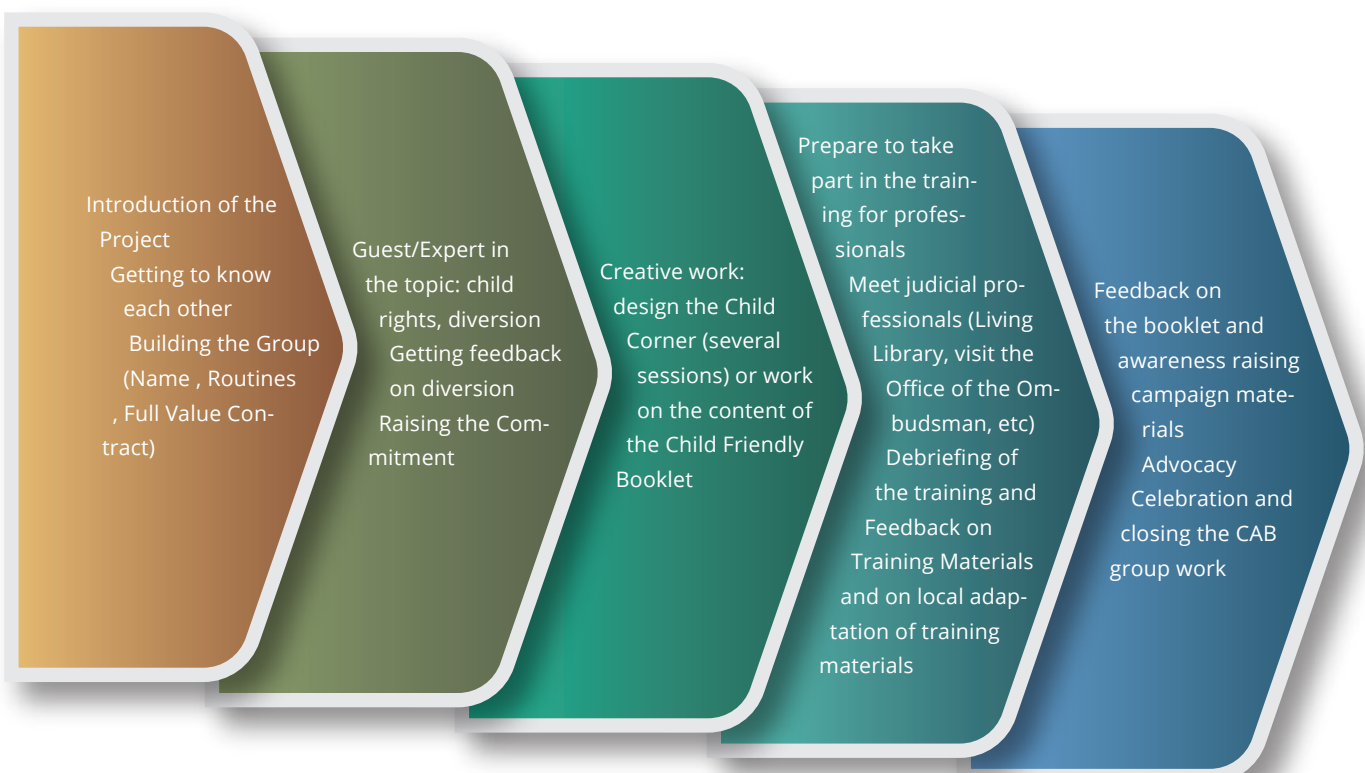 Introduction of the
Project
Getting to know
each other
Building the Group
(Name , Routines
, Full Value Con-
tract)
Guest/Expert in
the topic: child
rights, diversion
Getting feedback
on diversion
Raising the Com-
mitment
Creative work:
design the Child
Corner (several
sessions) or work
on the content of
the Child Friendly
Booklet
Prepare to take
part in the train-
ing for profes-
sionals
Meet judicial pro-
fessionals (Living
Library, visit the
Office of the Om-
budsman, etc)
Debriefing of
the training and
Feedback on
Training Materials
and on local adap-
tation of training
materials
Feedback on
the booklet and
awareness raising
campaign mate-
rials
Advocacy
Celebration and
closing the CAB
group work